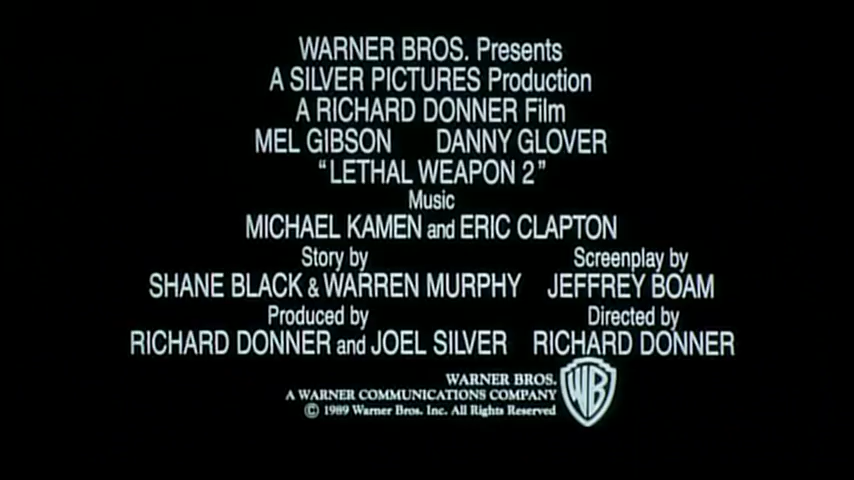 WARNER BROS. Presents
A SILVER PICTURES Production
A RICHARD DONNER Film
MEL GIBSON DANNY GLOVER
"LETHAL WEAPON 2"
Music
MICHAEL KAMEN and ERIC CLAPTON
Story by Screenplay by
SHANE BLACK & WARREN MURPHY JEFFREY BOAM
Produced by Directed by
RICHARD DONNER and JOEL SILVER RICHARD DONNER
WARNER BROS.
A WARNER COMMUNICATIONS COMPANY
© 1989 Warner Bros. Inc. All Rights Reserved
WB